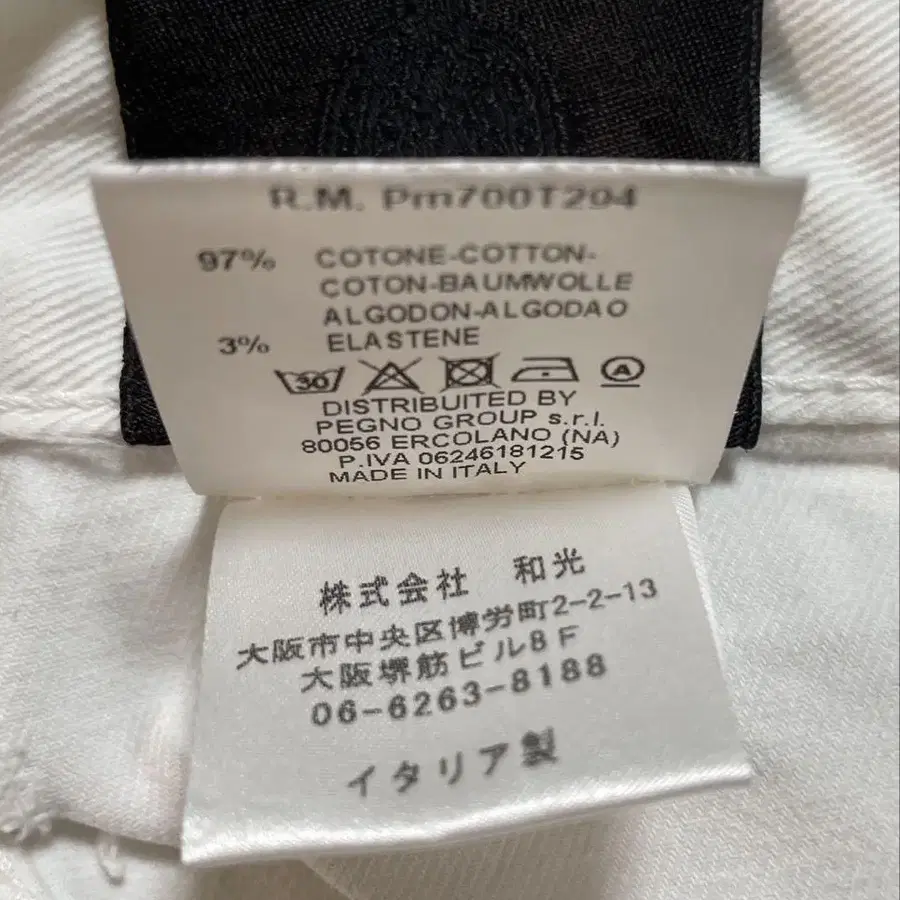 R.M. Pm700T204
97% COTONE-COTTON-
COTON-BAUMWOLLE
ALGODON-ALGODAO
3% ELASTENE
30 A
DISTRIBUITED BY
PEGNO GROUP s.r.l.
80056 ERCOLANO (NA)
P.IVA 06246181215
MADE IN ITALY
株式会社 和光
大阪市中央区博労町2-2-13
大阪堺筋ビル8F
06-6263-8188
イタリア製